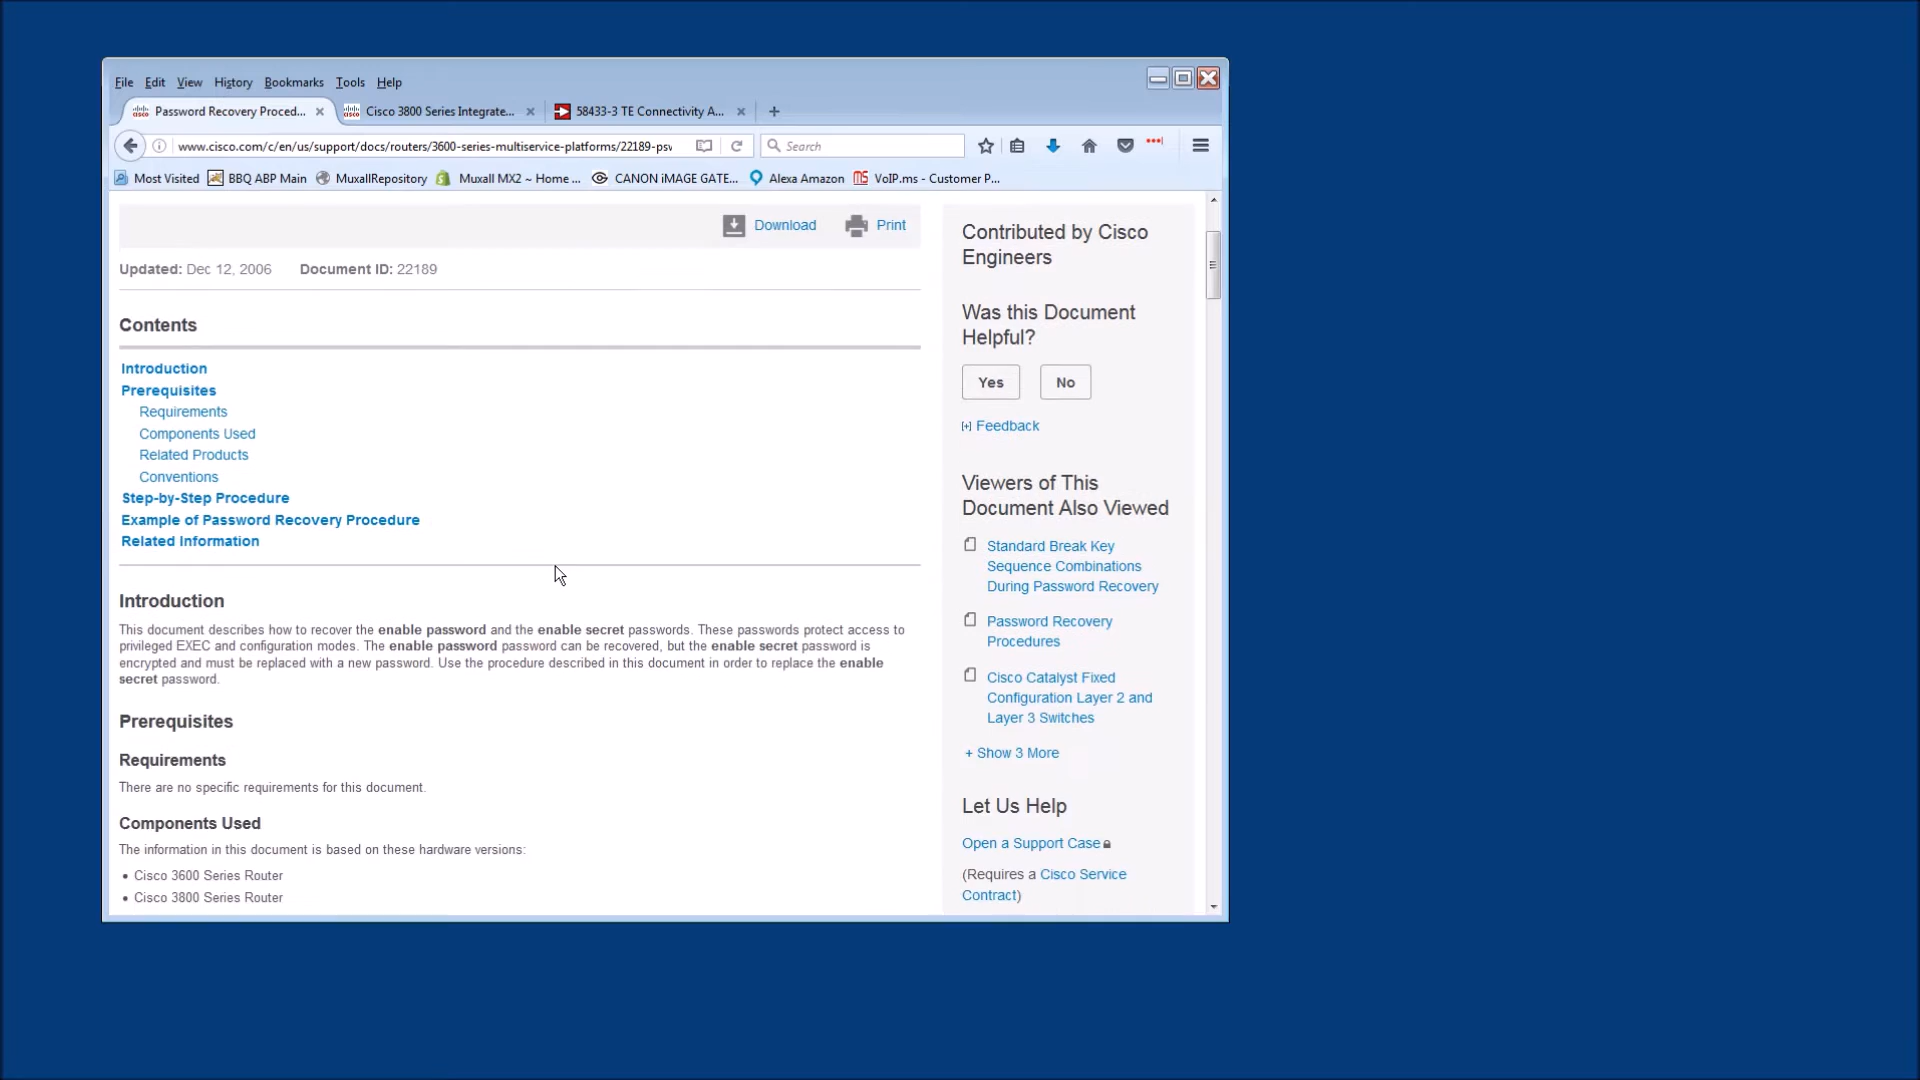 File Edit View History Bookmarks Tools Help
Password Recovery Proced... Cisco 3800 Series Integrate... 58433-3 TE Connectivity A...
www.cisco.com/c/en/us/support/docs/routers/3600-series-multiservice-platforms/22189-psv Search
Most Visited BBQ ABP Main MuxallRepository Muxall MX2 ~ Home ... CANON iMAGE GATE... Alexa Amazon VoIP.ms - Customer P...
Download Print
Updated: Dec 12, 2006 Document ID: 22189
Contents
Introduction
Prerequisites
Requirements
Components Used
Related Products
Conventions
Step-by-Step Procedure
Example of Password Recovery Procedure
Related Information
Introduction
This document describes how to recover the enable password and the enable secret passwords. These passwords protect access to
privileged EXEC and configuration modes. The enable password password can be recovered, but the enable secret password is
encrypted and must be replaced with a new password. Use the procedure described in this document in order to replace the enable
secret password.
Prerequisites
Requirements
There are no specific requirements for this document.
Components Used
The information in this document is based on these hardware versions:
• Cisco 3600 Series Router
• Cisco 3800 Series Router
Contributed by Cisco
Engineers
Was this Document
Helpful?
Yes No
[+] Feedback
Viewers of This
Document Also Viewed
Standard Break Key
Sequence Combinations
During Password Recovery
Password Recovery
Procedures
Cisco Catalyst Fixed
Configuration Layer 2 and
Layer 3 Switches
+ Show 3 More
Let Us Help
Open a Support Case
(Requires a Cisco Service
Contract)